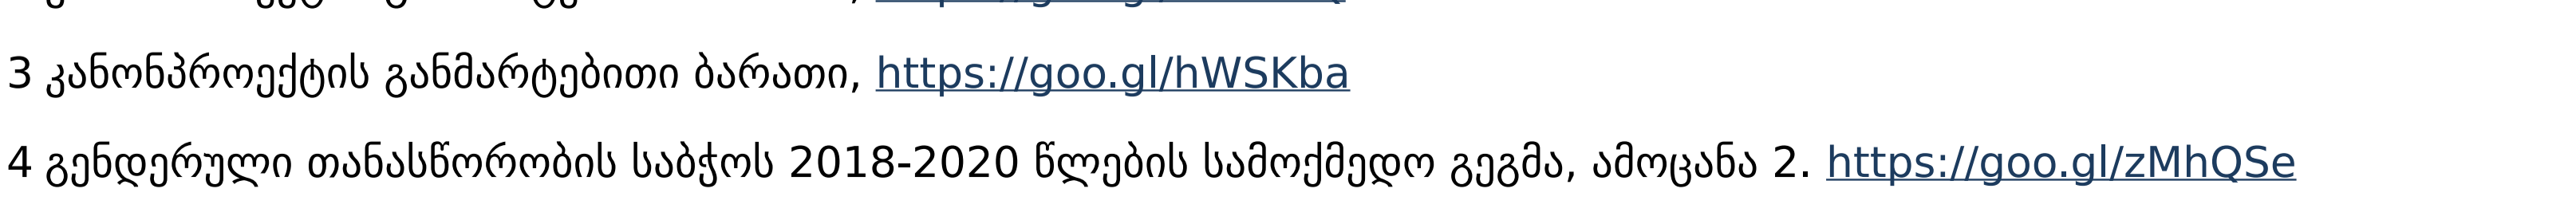 3 კანონპროექტის განმარტებითი ბარათი, https://goo.gl/hWSKba
4 გენდერული თანასწორობის საბჭოს 2018-2020 წლების სამოქმედო გეგმა, ამოცანა 2. https://goo.gl/zMhQSe